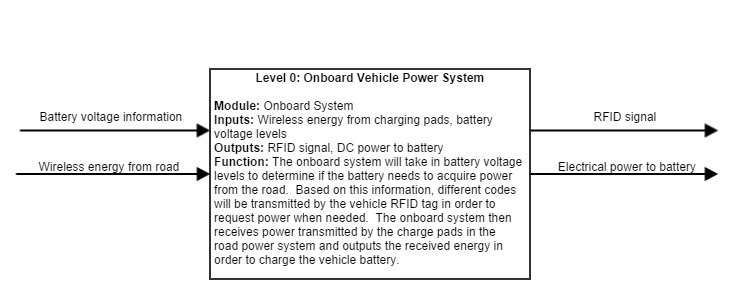 Level 0: Onboard Vehicle Power System
Battery voltage information
Wireless energy from road
Module: Onboard System
Inputs: Wireless energy from charging pads, battery
voltage levels
Outputs: RFID signal, DC power to battery
Function: The onboard system will take in battery voltage
levels to determine if the battery needs to acquire power
from the road.  Based on this information, different codes
will be transmitted by the vehicle RFID tag in order to
request power when needed.  The onboard system then
receives power transmitted by the charge pads in the
road power system and outputs the received energy in
order to charge the vehicle battery.
RFID signal
Electrical power to battery